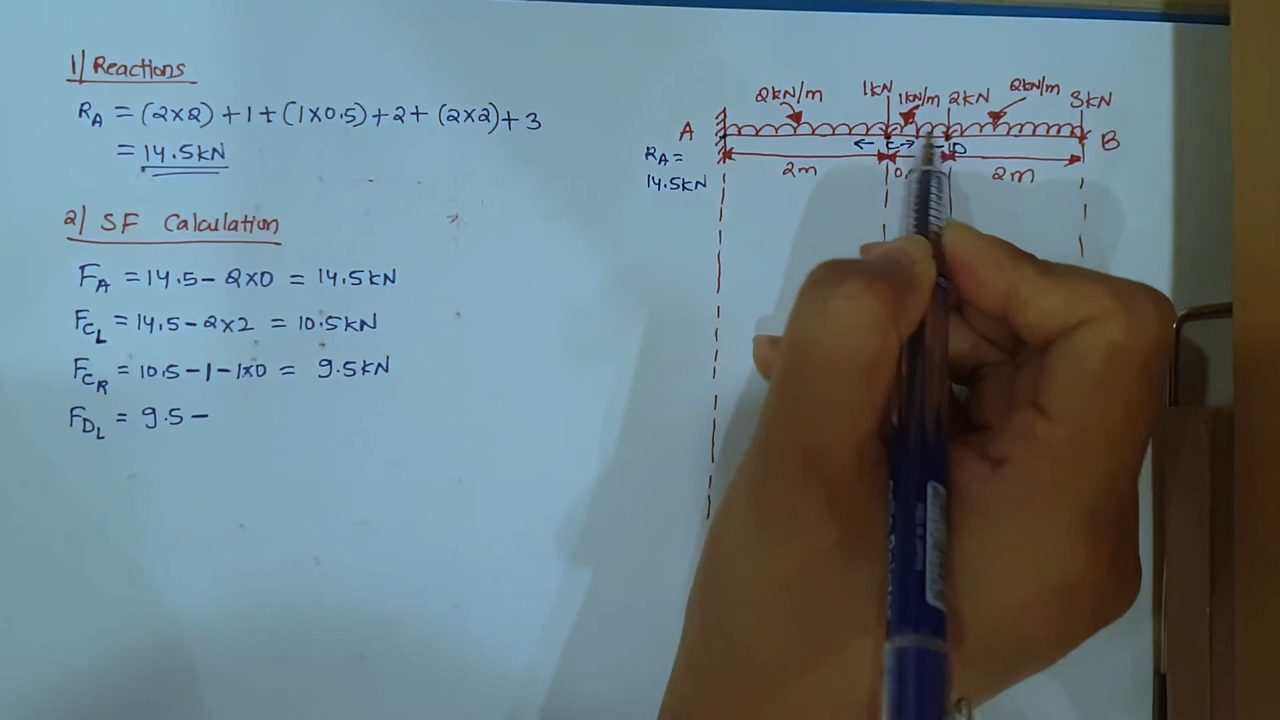 1) Reactions
RA = (2×2) + 1 + (1×0.5) + 2 + (2×2) + 3
= 14.5kN
2) SF Calculation
FA = 14.5 - 2×0 = 14.5kN
FCL = 14.5 - 2×2 = 10.5kN
FCR = 10.5 - 1 - 1×0 = 9.5kN
FDL = 9.5 -
2kN/m 1kN 1kN/m 2kN 2kN/m 3kN
A B
C D
RA =
14.5kN
2m 2m